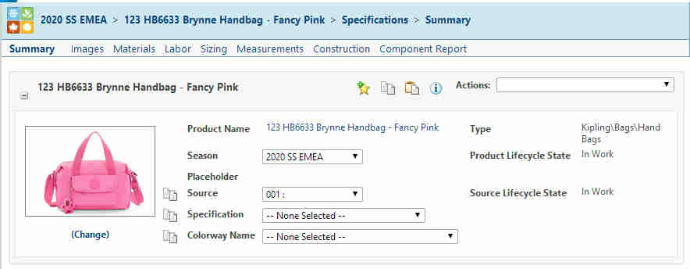 2020 SS EMEA > 123 HB6633 Brynne Handbag - Fancy Pink > Specifications > Summary
Summary Images Materials Labor Sizing Measurements Construction Component Report
123 HB6633 Brynne Handbag - Fancy Pink
Actions:
Product Name 123 HB6633 Brynne Handbag - Fancy Pink Type Kipling\Bags\Hand
Bags
Season 2020 SS EMEA Product Lifecycle State In Work
Placeholder
Source 001 : Source Lifecycle State In Work
Specification -- None Selected --
(Change) Colorway Name -- None Selected --